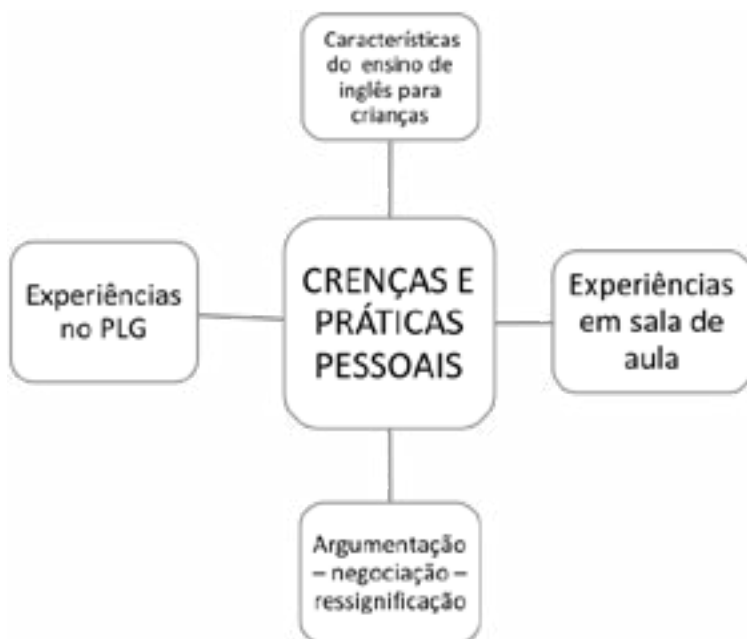 Características
do ensino de
inglês para
crianças
Experiências
no PLG
CRENÇAS E
PRÁTICAS
PESSOAIS
Experiências
em sala de
aula
Argumentação
– negociação –
ressignificação